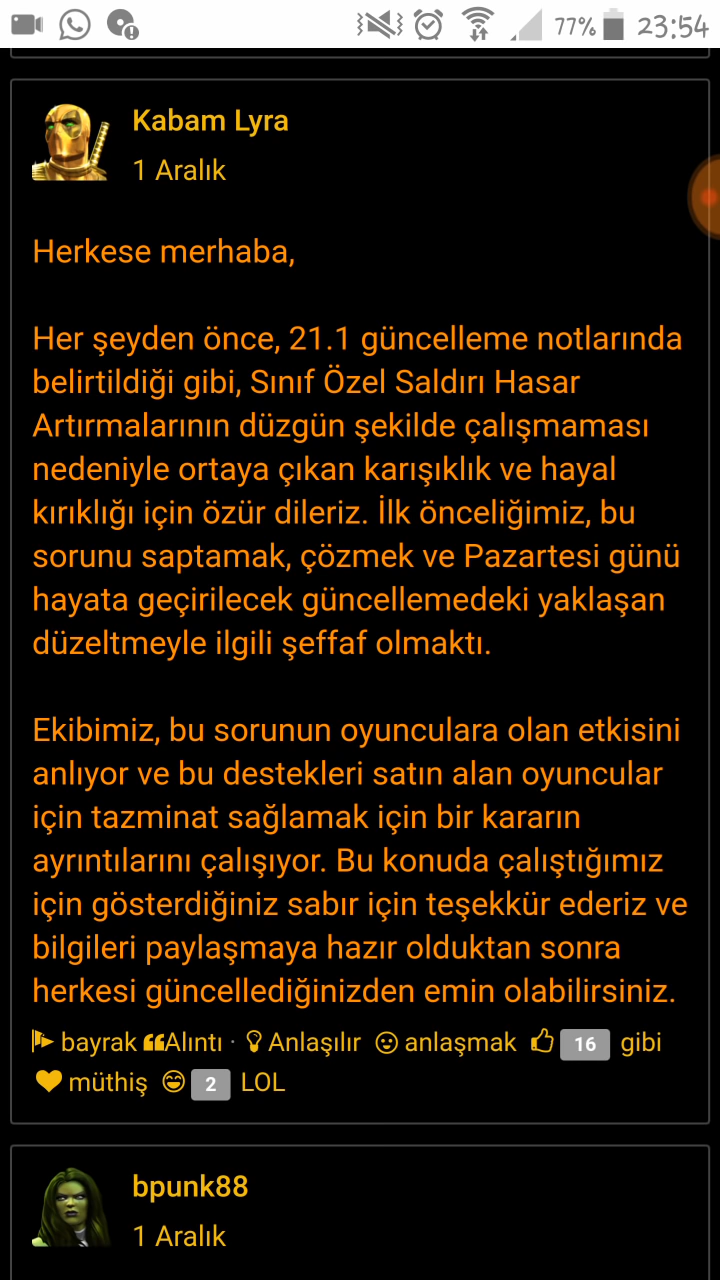 77% 23:54
Kabam Lyra
1 Aralık
Herkese merhaba,
Her şeyden önce, 21.1 güncelleme notlarında
belirtildiği gibi, Sınıf Özel Saldırı Hasar
Artırmalarının düzgün şekilde çalışmaması
nedeniyle ortaya çıkan karışıklık ve hayal
kırıklığı için özür dileriz. İlk önceliğimiz, bu
sorunu saptamak, çözmek ve Pazartesi günü
hayata geçirilecek güncellemedeki yaklaşan
düzeltmeyle ilgili şeffaf olmaktı.
Ekibimiz, bu sorunun oyunculara olan etkisini
anlıyor ve bu destekleri satın alan oyuncular
için tazminat sağlamak için bir kararın
ayrıntılarını çalışıyor. Bu konuda çalıştığımız
için gösterdiğiniz sabır için teşekkür ederiz ve
bilgileri paylaşmaya hazır olduktan sonra
herkesi güncellediğinizden emin olabilirsiniz.
bayrak Alıntı · Anlaşılır anlaşmak 16 gibi
müthiş 2 LOL
bpunk88
1 Aralık